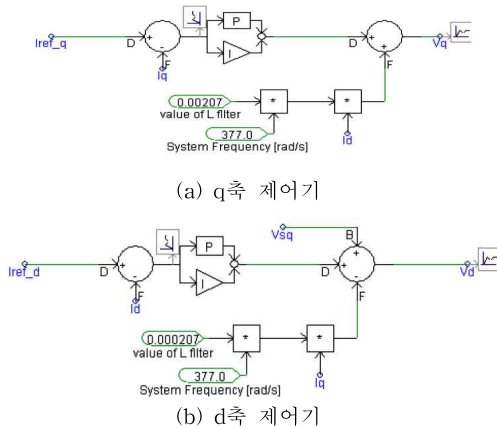 Iref_q
D
+
-
F
Iq
P
I
D
+
+
F
Vq
0.00207
value of L filter
*
*
377.0
System Frequency [rad/s]
Id
(a) q축 제어기
Vsq
B
Iref_d
D
+
-
F
Id
P
I
D
+
+
-
F
Vd
0.000207
value of L filter
*
*
377.0
System Frequency [rad/s]
Iq
(b) d축 제어기